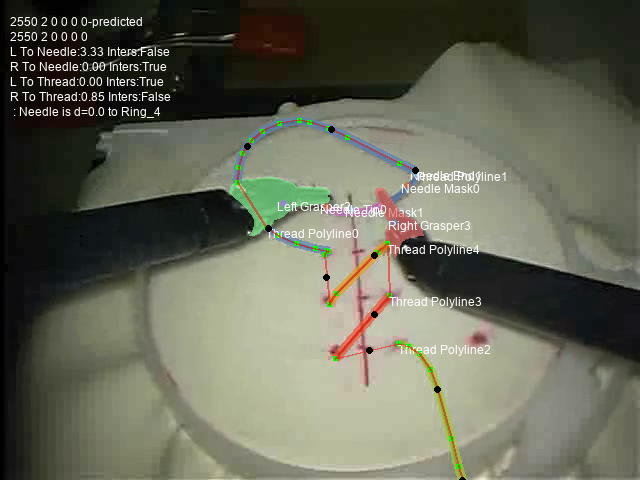 2550 2 0 0 0 0-predicted
2550 2 0 0 0 0
L To Needle:3.33 Inters:False
R To Needle:0.00 Inters:True
L To Thread:0.00 Inters:True
R To Thread:0.85 Inters:False
: Needle is d=0.0 to Ring_4
Thread Polyline1
Needle Mask0
Left Grasper2
Needle Mask1
Right Grasper3
Thread Polyline0
Thread Polyline4
Thread Polyline3
Thread Polyline2